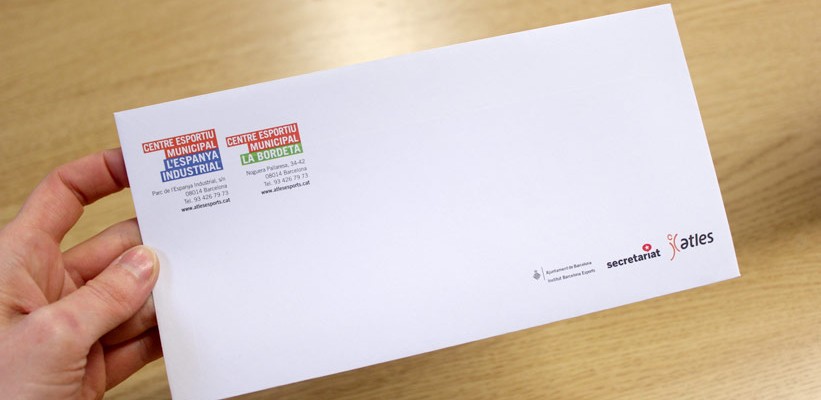 CENTRE ESPORTIU
MUNICIPAL
L'ESPANYA
INDUSTRIAL
Parc de l'Espanya Industrial, s/n
08014 Barcelona
Tel. 93 426 79 73
www.atlesesports.cat
CENTRE ESPORTIU
MUNICIPAL
LA BORDETA
Noguera Pallaresa, 34-42
08014 Barcelona
Tel. 93 426 79 73
www.atlesesports.cat
Ajuntament de Barcelona
Institut Barcelona Esports
secretariat
atles